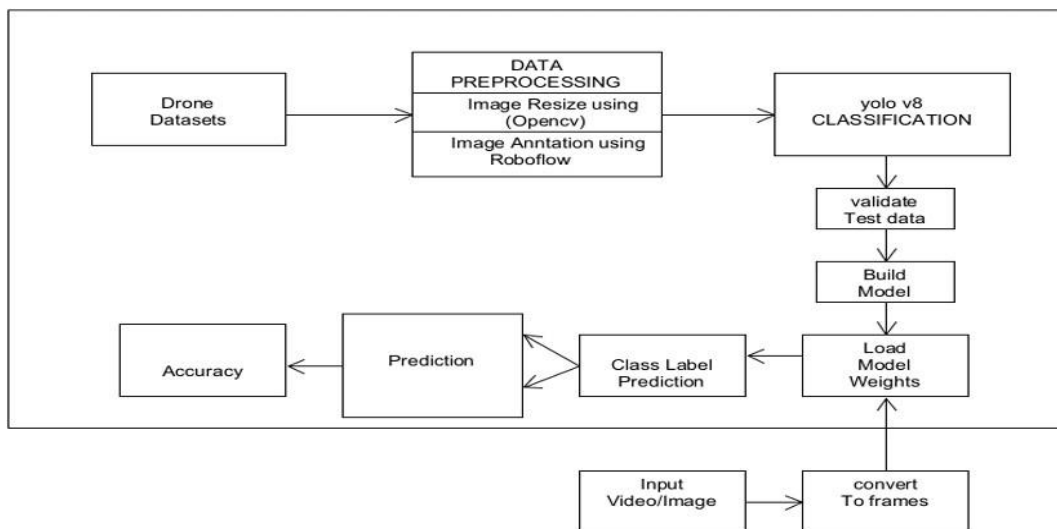 Drone
Datasets
DATA
PREPROCESSING
Image Resize using
(Opencv)
Image Anntation using
Roboflow
yolo v8
CLASSIFICATION
validate
Test data
Build
Model
Load
Model
Weights
Class Label
Prediction
Prediction
Accuracy
Input
Video/Image
convert
To frames